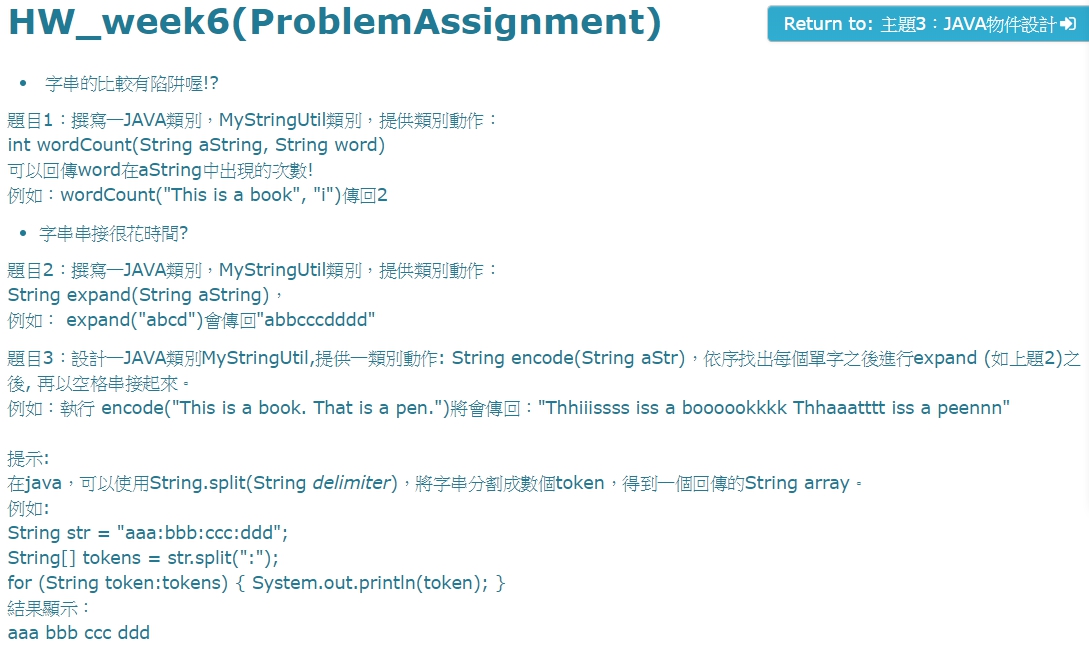 HW_week6(ProblemAssignment)
Return to: 主題3：JAVA物件設計
• 字串的比較有陷阱喔!?
題目1：撰寫一JAVA類別，MyStringUtil類別，提供類別動作：
int wordCount(String aString, String word)
可以回傳word在aString中出現的次數!
例如：wordCount("This is a book", "i")傳回2
• 字串串接很花時間?
題目2：撰寫一JAVA類別，MyStringUtil類別，提供類別動作：
String expand(String aString)，
例如： expand("abcd")會傳回"abbcccdddd"
題目3：設計一JAVA類別MyStringUtil,提供一類別動作: String encode(String aStr)，依序找出每個單字之後進行expand (如上題2)之
後, 再以空格串接起來。
例如：執行 encode("This is a book. That is a pen.")將會傳回："Thhiiissss iss a boooookkkk Thhaaatttt iss a peennn"
提示:
在java，可以使用String.split(String delimiter)，將字串分割成數個token，得到一個回傳的String array。
例如:
String str = "aaa:bbb:ccc:ddd";
String[] tokens = str.split(":");
for (String token:tokens) { System.out.println(token); }
結果顯示：
aaa bbb ccc ddd